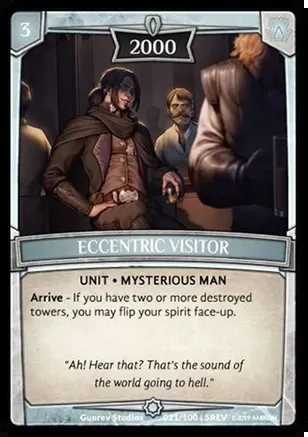 3
2000
ECCENTRIC VISITOR
UNIT • MYSTERIOUS MAN
Arrive - If you have two or more destroyed
towers, you may flip your spirit face-up.
"Ah! Hear that? That's the sound of
the world going to hell."
Gunrev Studios
021/100 LSREV
©2019